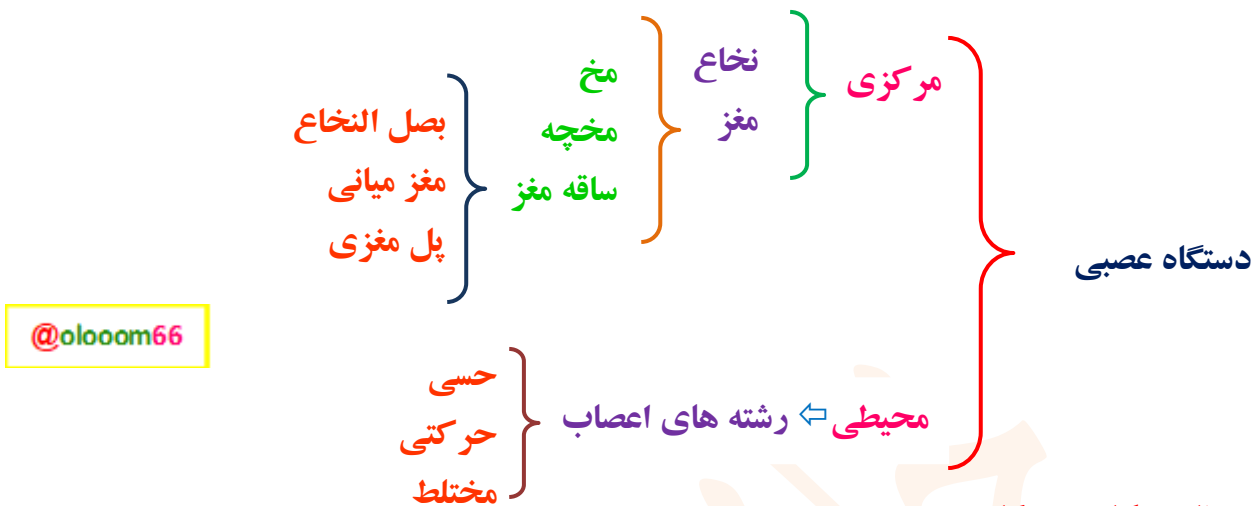 دستگاه عصبی
مرکزی
نخاع
مغز
مخ
مخچه
ساقه مغز
بصل النخاع
مغز میانی
پل مغزی
محیطی ⇦ رشته های اعصاب
حسی
حرکتی
مختلط
@olooom66